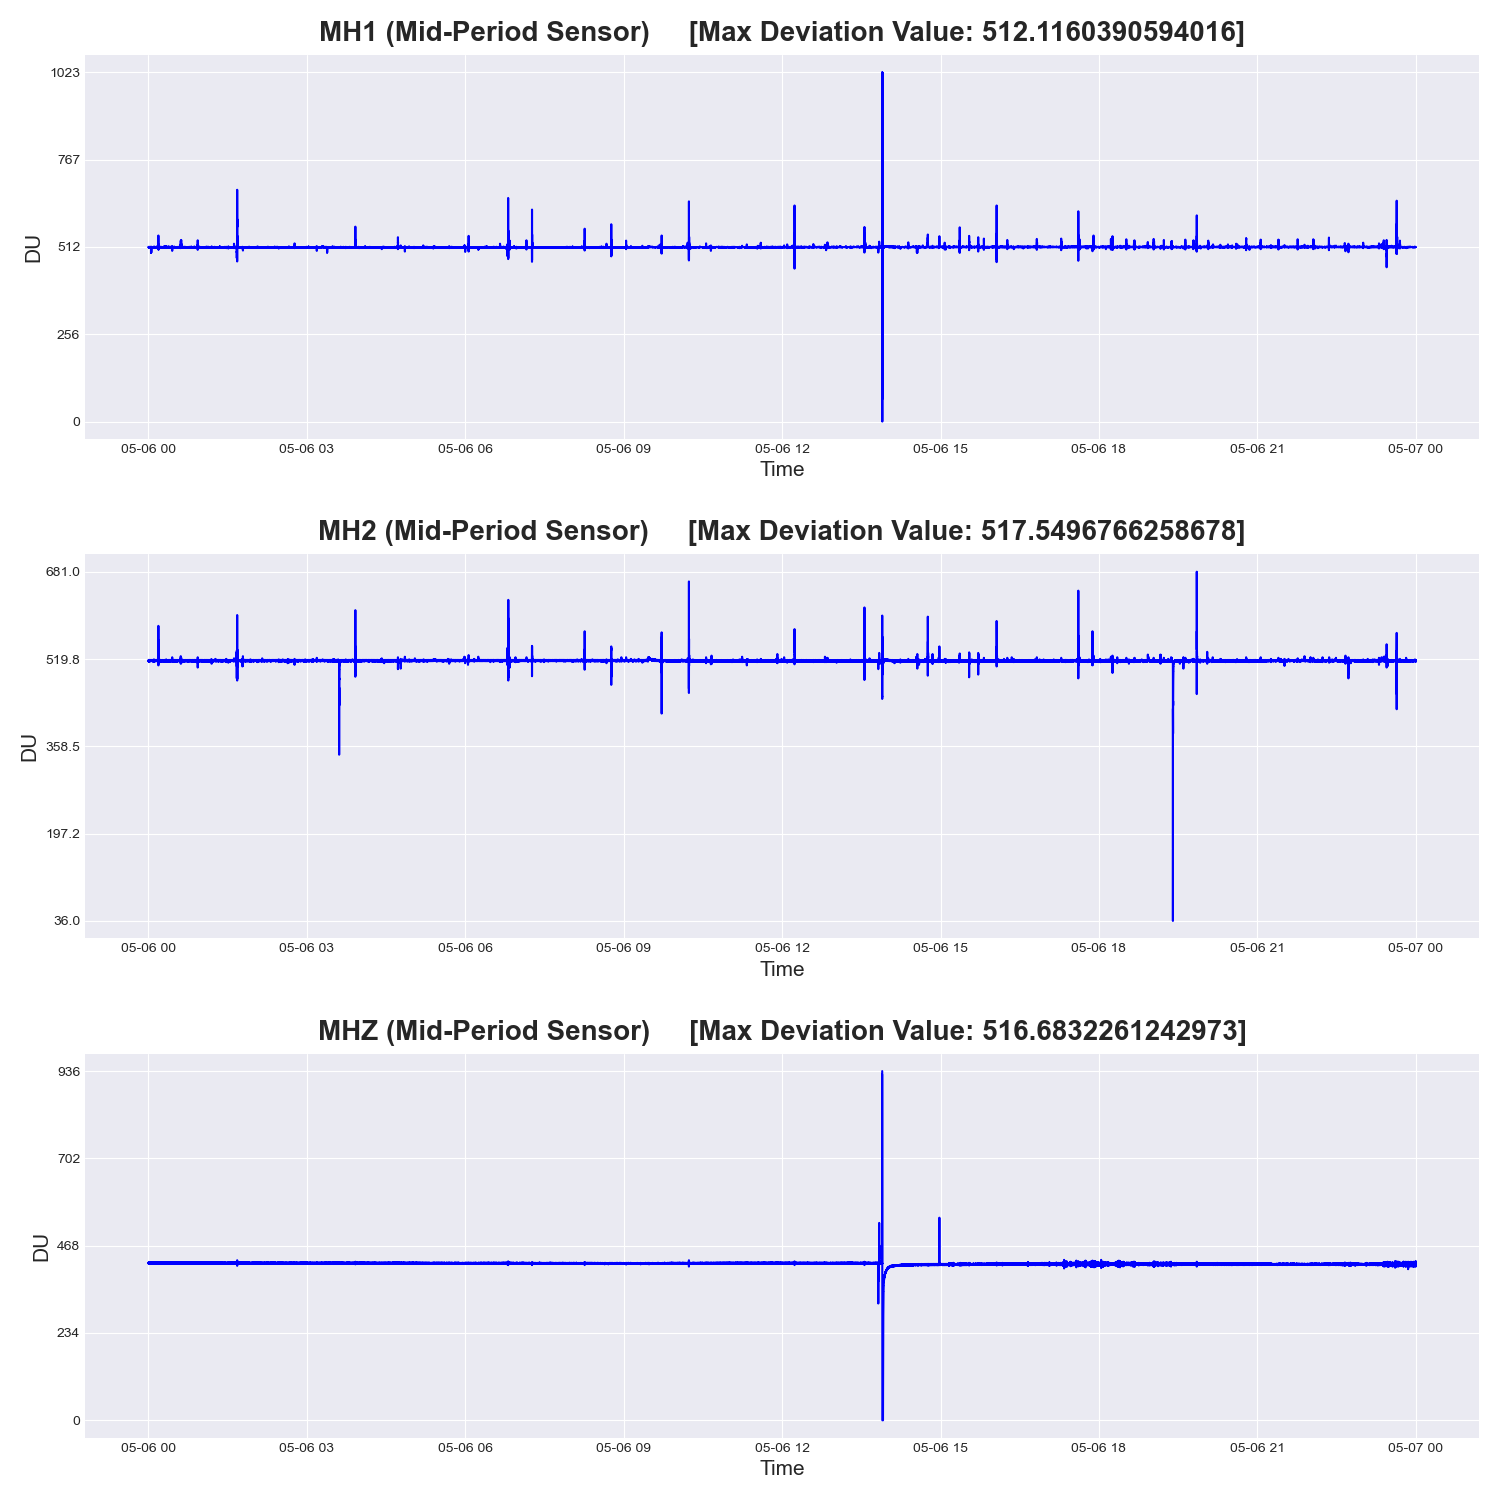 MH1 (Mid-Period Sensor) [Max Deviation Value: 512.1160390594016]
1023
767
512
256
0
DU
05-06 00 05-06 03 05-06 06 05-06 09 05-06 12 05-06 15 05-06 18 05-06 21 05-07 00
Time
MH2 (Mid-Period Sensor) [Max Deviation Value: 517.5496766258678]
681.0
519.8
358.5
197.2
36.0
DU
05-06 00 05-06 03 05-06 06 05-06 09 05-06 12 05-06 15 05-06 18 05-06 21 05-07 00
Time
MHZ (Mid-Period Sensor) [Max Deviation Value: 516.6832261242973]
936
702
468
234
0
DU
05-06 00 05-06 03 05-06 06 05-06 09 05-06 12 05-06 15 05-06 18 05-06 21 05-07 00
Time